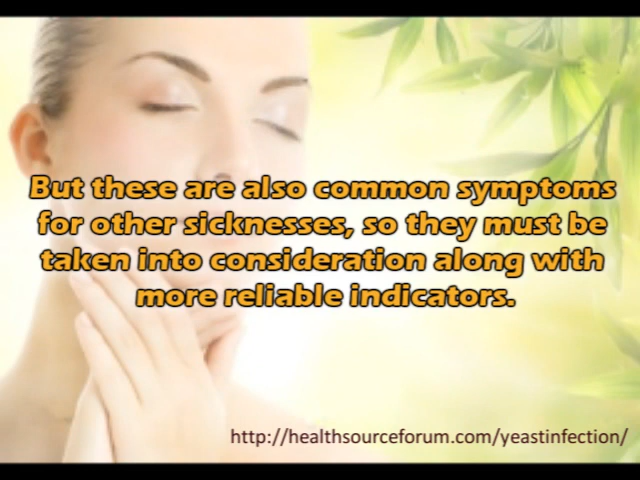 But these are also common symptoms
for other sicknesses, so they must be
taken into consideration along with
more reliable indicators.
http://healthsourceforum.com/yeastinfection/